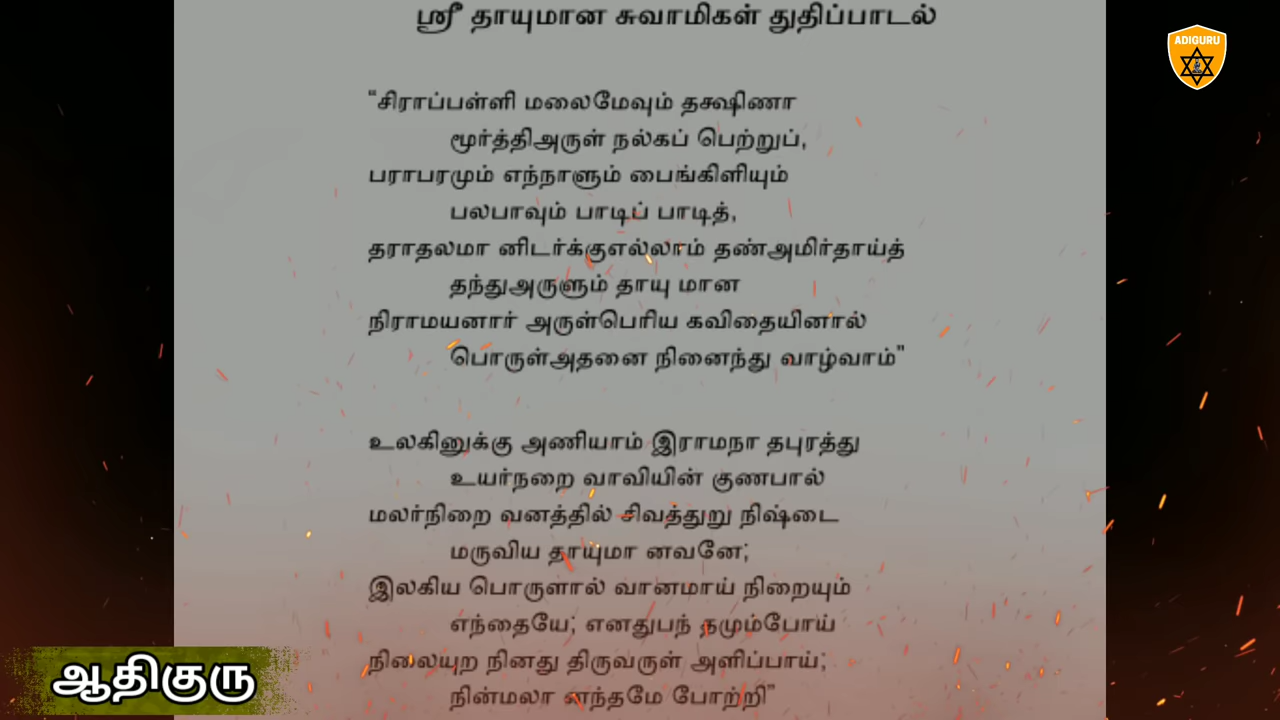 ஸ்ரீ தாயுமான சுவாமிகள் துதிப்பாடல்
ADIGURU
“சிராப்பள்ளி மலைமேவும் தக்ஷிணா
மூர்த்திஅருள் நல்கப் பெற்றுப்,
பராபரமும் எந்நாளும் பைங்கிளியும்
பலபாவும் பாடிப் பாடித்,
தராதலமா னிடர்க்குஎல்லாம் தண்அமிர்தாய்த்
தந்துஅருளும் தாயு மான
நிராமயனார் அருள்பெரிய கவிதையினால்
பொருள்அதனை நினைந்து வாழ்வாம்”
உலகினுக்கு அணியாம் இராமநா தபுரத்து
உயர்நறை வாவியின் குணபால்
மலர்நிறை வனத்தில் சிவத்துறு நிஷ்டை
மருவிய தாயுமா னவனே;
இலகிய பொருளால் வானமாய் நிறையும்
எந்தையே; எனதுபந் தமும்போய்
நிலையுற நினது திருவருள் அளிப்பாய்;
நின்மலா னந்தமே போற்றி”
ஆதிகுரு